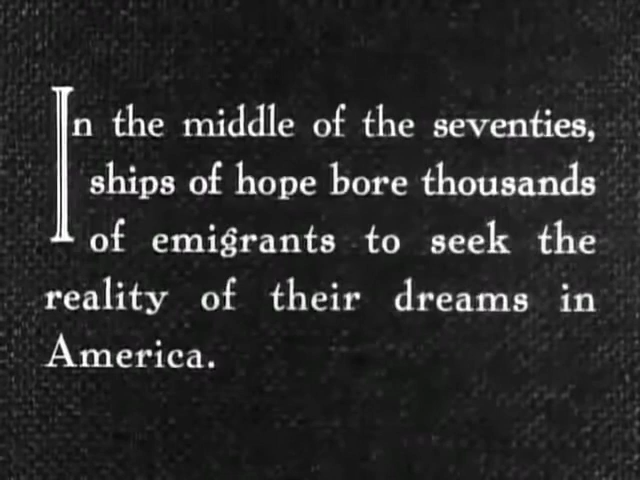 In the middle of the seventies,
ships of hope bore thousands
of emigrants to seek the
reality of their dreams in
America.